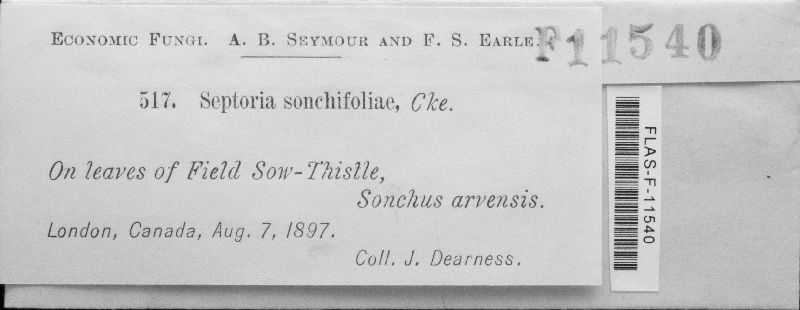 Economic Fungi. A. B. Seymour and F. S. Earle.
F11540
517. Septoria sonchifoliae, Cke.
On leaves of Field Sow-Thistle,
Sonchus arvensis.
London, Canada, Aug. 7, 1897.
Coll. J. Dearness.
FLAS-F-11540